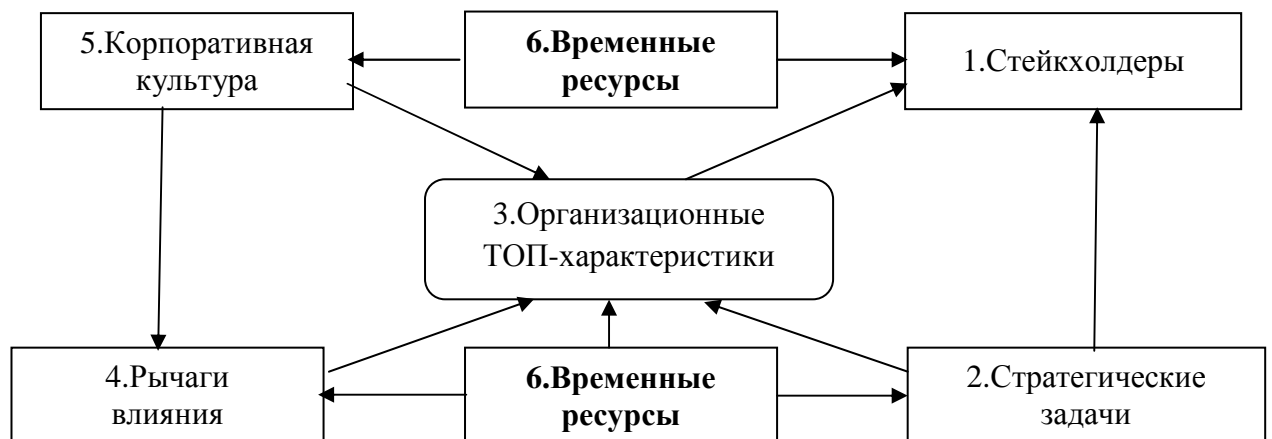 5.Корпоративная
культура
6.Временные
ресурсы
1.Стейкхолдеры
3.Организационные
ТОП-характеристики
4.Рычаги
влияния
6.Временные
ресурсы
2.Стратегические
задачи